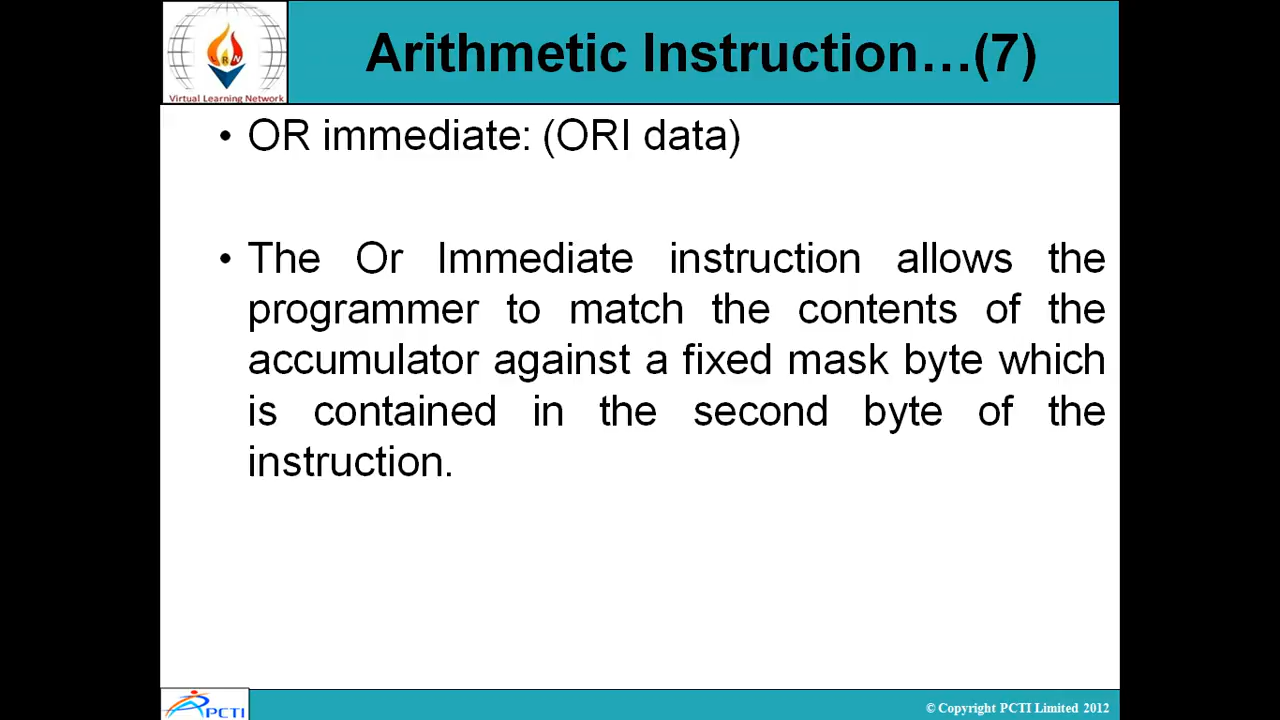 Arithmetic Instruction…(7)
Virtual Learning Network
• OR immediate: (ORI data)
• The Or Immediate instruction allows the
programmer to match the contents of the
accumulator against a fixed mask byte which
is contained in the second byte of the
instruction.
PCTI
© Copyright PCTI Limited 2012